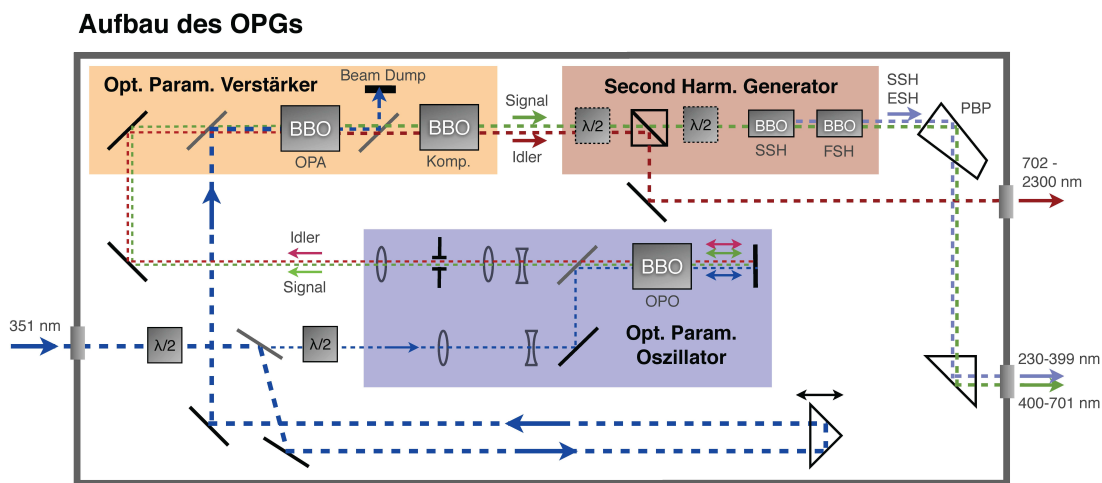 Aufbau des OPGs
Opt. Param. Verstärker
Beam Dump
BBO
OPA
BBO
Komp.
Signal
Idler
Second Harm. Generator
λ/2
λ/2
BBO
SSH
BBO
FSH
SSH
ESH
PBP
702 -
2300 nm
Idler
Signal
BBO
OPO
Opt. Param.
Oszillator
351 nm
λ/2
λ/2
230-399 nm
400-701 nm